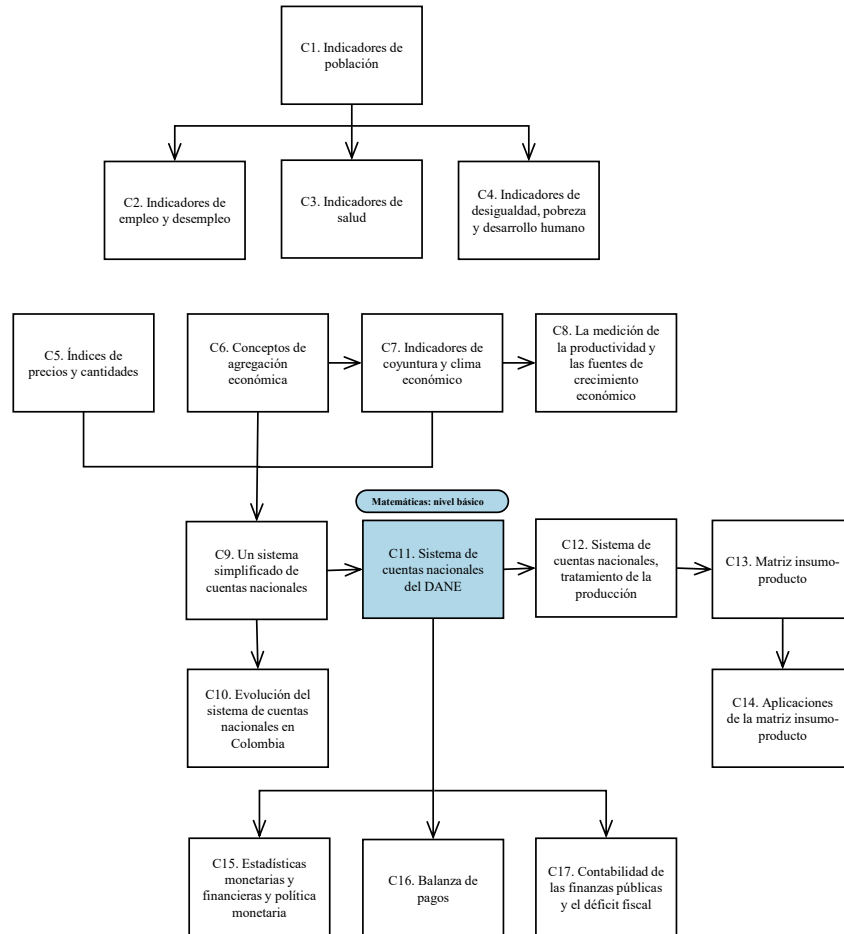 C1. Indicadores de
población
C2. Indicadores de
empleo y desempleo
C3. Indicadores de
salud
C4. Indicadores de
desigualdad, pobreza
y desarrollo humano
C5. Índices de
precios y cantidades
C6. Conceptos de
agregación
económica
C7. Indicadores de
coyuntura y clima
económico
C8. La medición de
la productividad y
las fuentes de
crecimiento
económico
Matemáticas: nivel básico
C9. Un sistema
simplificado de
cuentas nacionales
C11. Sistema de
cuentas nacionales
del DANE
C12. Sistema de
cuentas nacionales,
tratamiento de la
producción
C13. Matriz insumo-
producto
C10. Evolución del
sistema de cuentas
nacionales en
Colombia
C14. Aplicaciones
de la matriz insumo-
producto
C15. Estadísticas
monetarias y
financieras y política
monetaria
C16. Balanza de
pagos
C17. Contabilidad de
las finanzas públicas
y el déficit fiscal